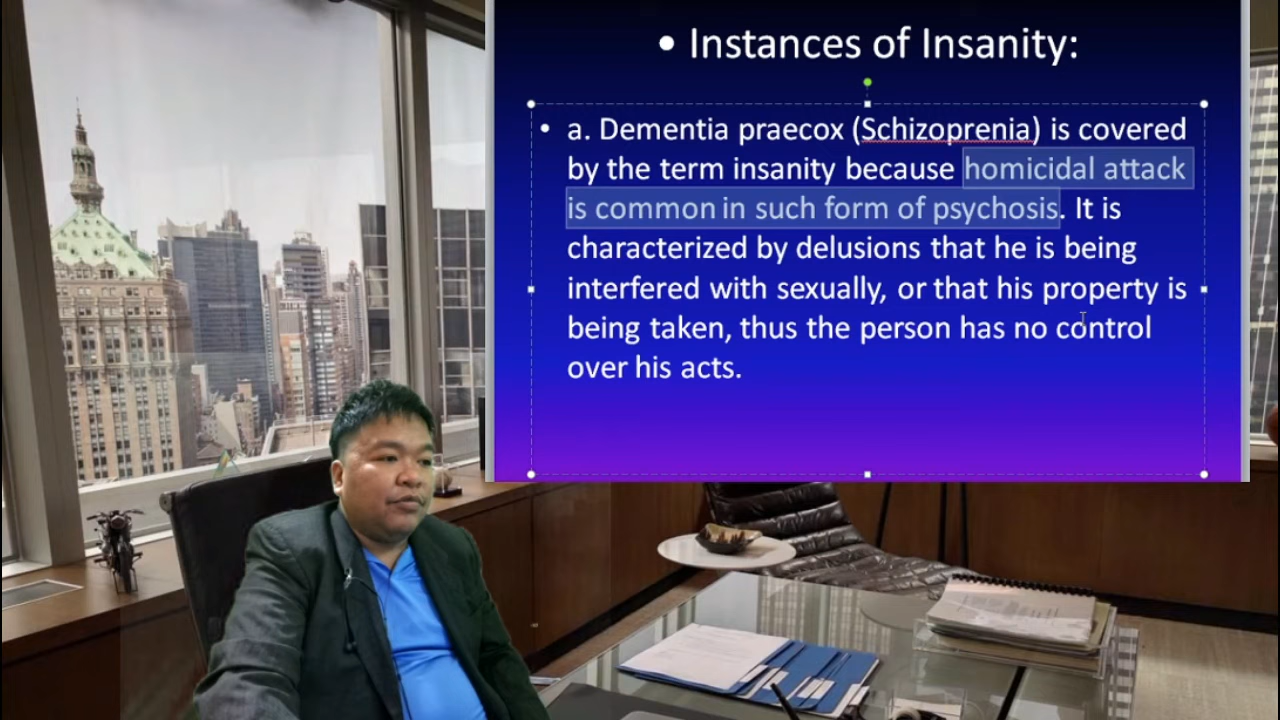 • Instances of Insanity:
• a. Dementia praecox (Schizoprenia) is covered
by the term insanity because homicidal attack
is common in such form of psychosis. It is
characterized by delusions that he is being
interfered with sexually, or that his property is
being taken, thus the person has no control
over his acts.